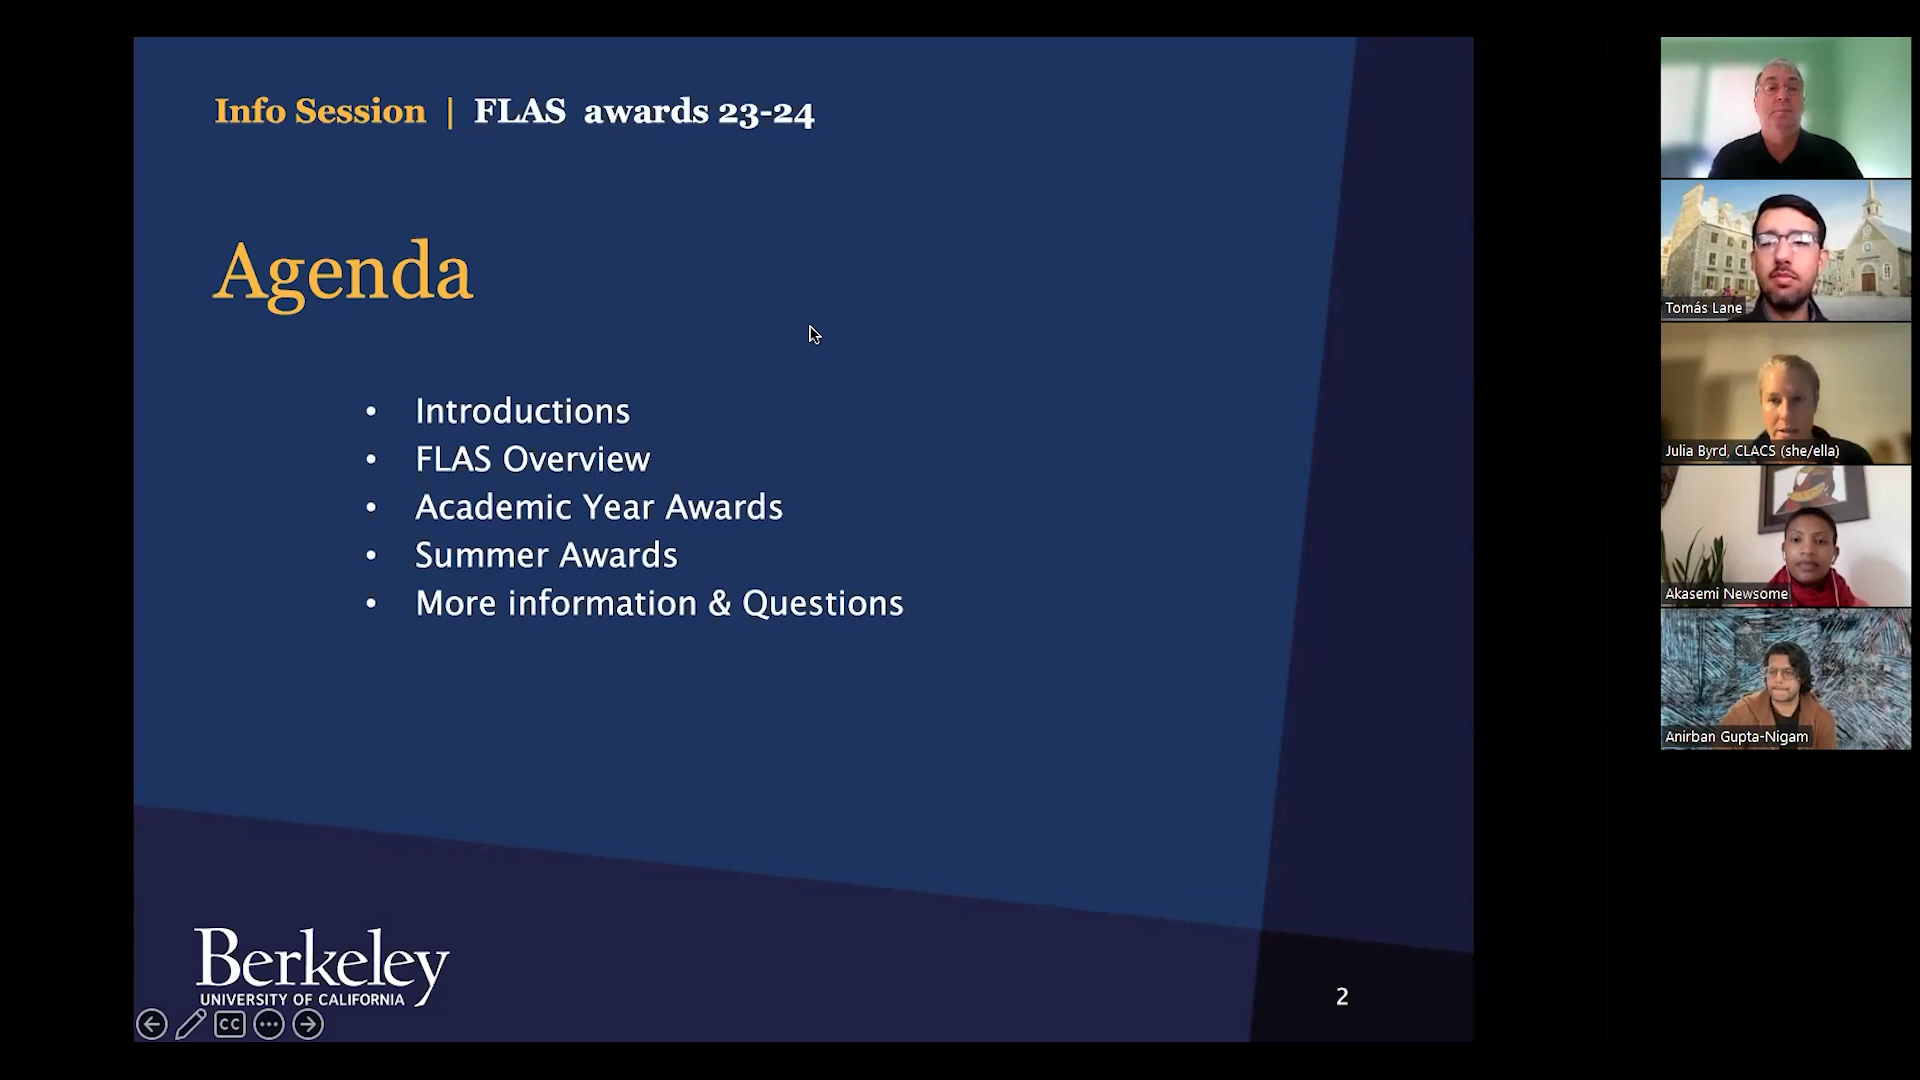 Info Session | FLAS awards 23-24
Agenda
• Introductions
• FLAS Overview
• Academic Year Awards
• Summer Awards
• More information & Questions
Berkeley
UNIVERSITY OF CALIFORNIA
CC
2
Tomás Lane
Julia Byrd, CLACS (she/ella)
Akasemi Newsome
Anirban Gupta-Nigam